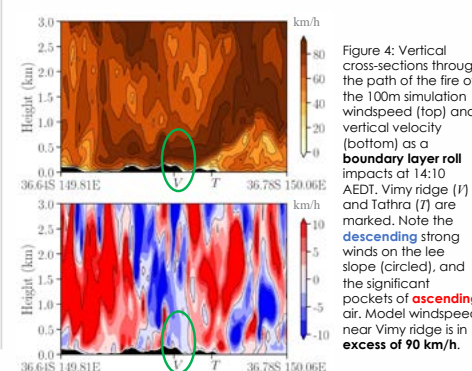 km/h
3.0
2.5
2.0
1.5
1.0
0.5
0.0
Height (km)
80
60
40
20
0
36.64S 149.81E
V
T
36.78S 150.06E
km/h
3.0
2.5
2.0
1.5
1.0
0.5
0.0
Height (km)
10
5
0
-5
-10
36.64S 149.81E
V
T
36.78S 150.06E
Figure 4: Vertical
cross-sections throug
the path of the fire o
the 100m simulation
windspeed (top) and
vertical velocity
(bottom) as a
boundary layer roll
impacts at 14:10
AEDT. Vimy ridge (V)
and Tathra (T) are
marked. Note the
descending strong
winds on the lee
slope (circled), and
the significant
pockets of ascending
air. Model windspeed
near Vimy ridge is in
excess of 90 km/h.